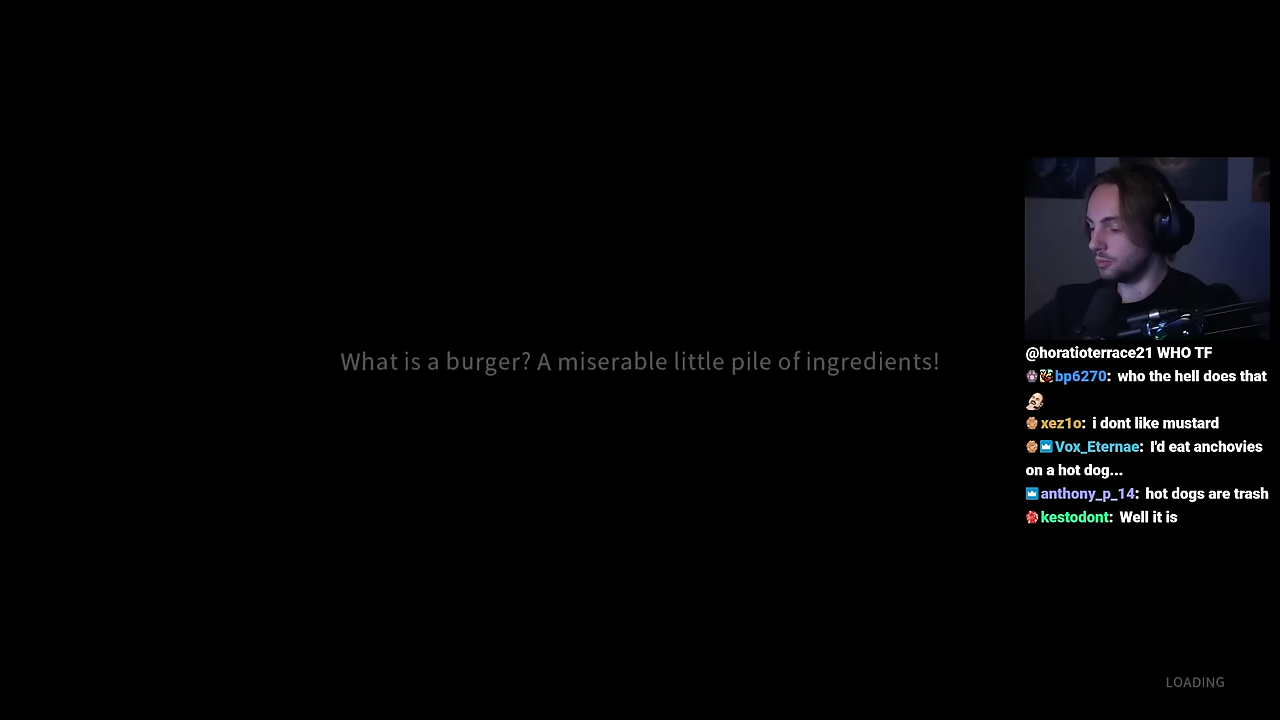 What is a burger? A miserable little pile of ingredients!
@horatioterrace21 WHO TF
bp6270: who the hell does that
xez1o: i dont like mustard
Vox_Eternae: I'd eat anchovies
on a hot dog...
anthony_p_14: hot dogs are trash
kestodont: Well it is
LOADING